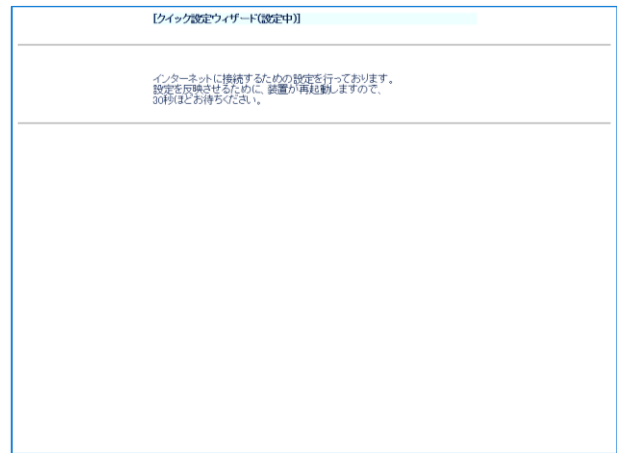 [クイック設定ウィザード(設定中)]
インターネットに接続するための設定を行っております。
設定を反映させるために、装置が再起動しますので、
30秒ほどお待ちください。